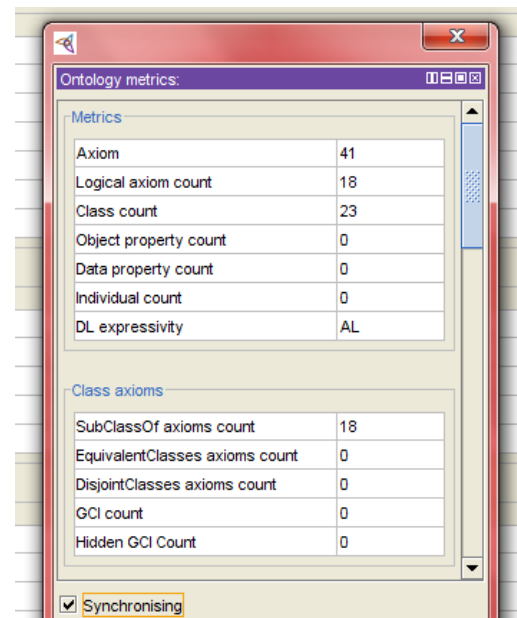 Ontology metrics:
Metrics
Axiom 41
Logical axiom count 18
Class count 23
Object property count 0
Data property count 0
Individual count 0
DL expressivity AL
Class axioms
SubClassOf axioms count 18
EquivalentClasses axioms count 0
DisjointClasses axioms count 0
GCI count 0
Hidden GCI Count 0
Synchronising